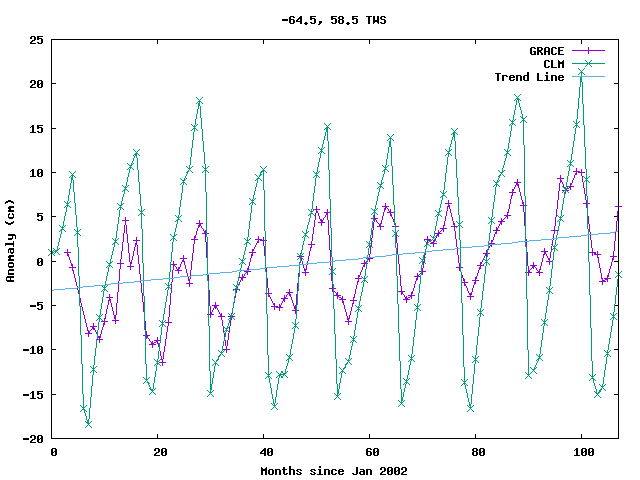 -64.5, 58.5 TWS
GRACE
CLM
Trend Line
Anomaly (cm)
25
20
15
10
5
0
-5
-10
-15
-20
0 20 40 60 80 100
Months since Jan 2002